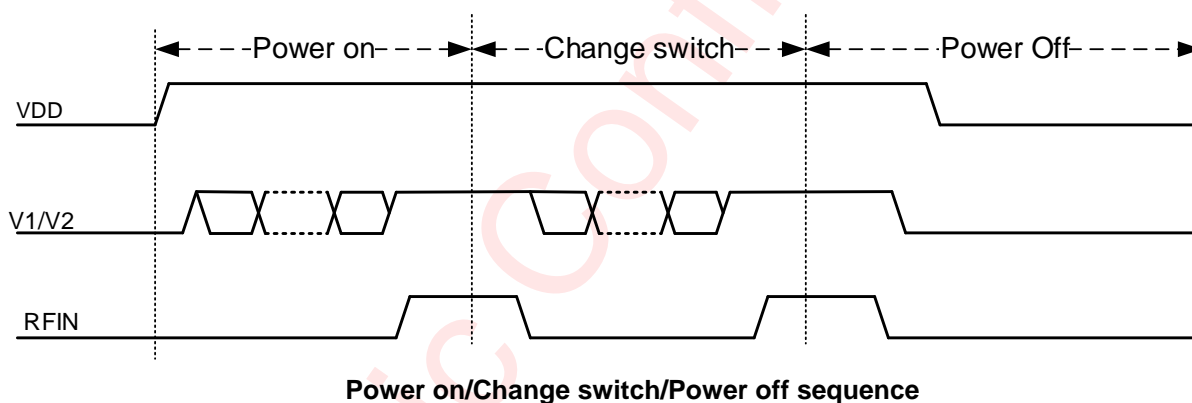 Power on
Change switch
Power Off
VDD
V1/V2
RFIN
Power on/Change switch/Power off sequence